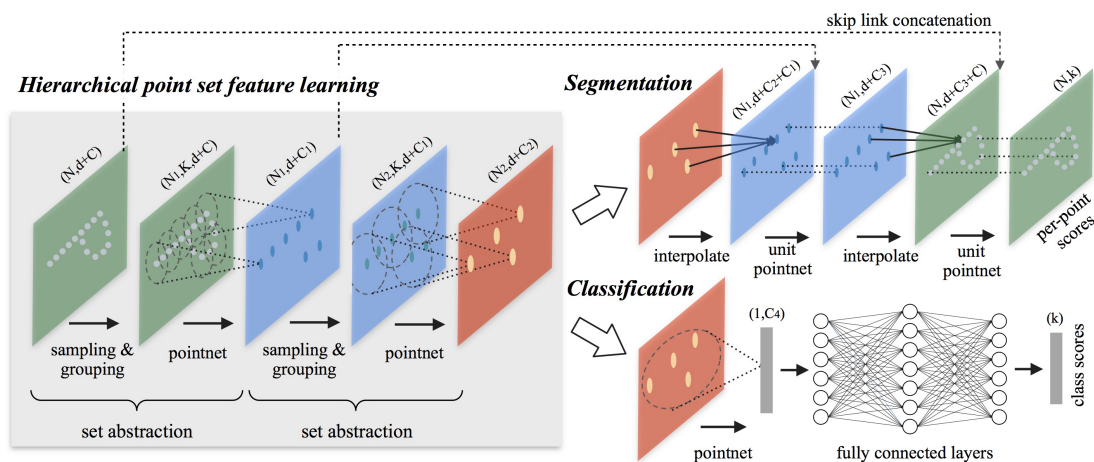 skip link concatenation
Hierarchical point set feature learning
Segmentation
(N,d+C)
(N1,K,d+C)
(N1,d+C1)
(N2,K,d+C1)
(N2,d+C2)
(N1,d+C2+C1)
(N1,d+C3)
(N,d+C3+C)
(N,k)
per-point
scores
interpolate
unit
pointnet
interpolate
unit
pointnet
sampling &
grouping
pointnet
sampling &
grouping
pointnet
set abstraction
set abstraction
Classification
(1,C4)
(k)
class scores
pointnet
fully connected layers